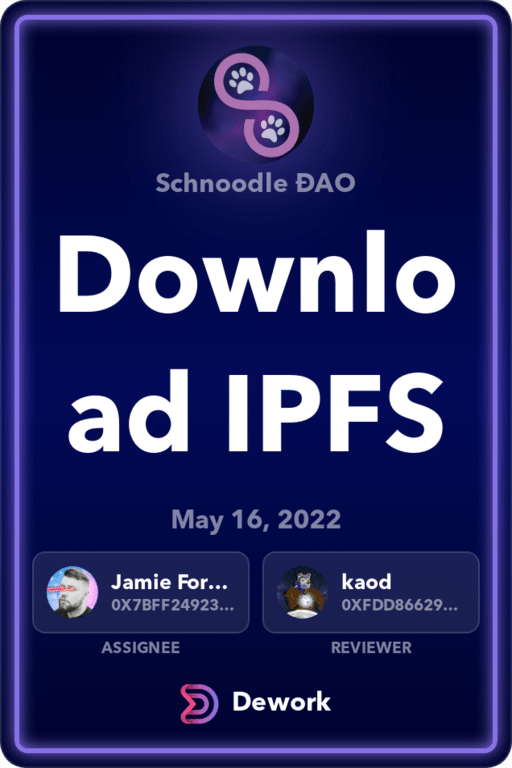 Schnoodle ĐAO
Downlo
ad IPFS
May 16, 2022
Jamie For...
0X7BFF24923...
kaod
0XFDD86629...
ASSIGNEE
REVIEWER
Dework